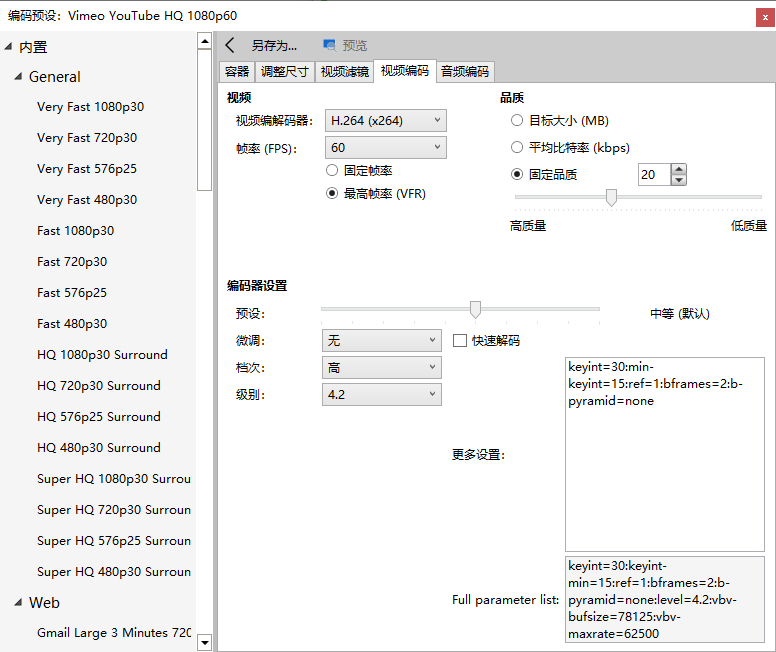 编码预设：Vimeo YouTube HQ 1080p60
内置
General
Very Fast 1080p30
Very Fast 720p30
Very Fast 576p25
Very Fast 480p30
Fast 1080p30
Fast 720p30
Fast 576p25
Fast 480p30
HQ 1080p30 Surround
HQ 720p30 Surround
HQ 576p25 Surround
HQ 480p30 Surround
Super HQ 1080p30 Surrou
Super HQ 720p30 Surroun
Super HQ 576p25 Surroun
Super HQ 480p30 Surroun
Web
Gmail Large 3 Minutes 720
另存为... 预览
容器 调整尺寸 视频滤镜 视频编码 音频编码
视频
视频编解码器： H.264 (x264)
帧率 (FPS)： 60
固定帧率
最高帧率 (VFR)
品质
目标大小 (MB)
平均比特率 (kbps)
固定品质 20
高质量 低质量
编码器设置
预设： 中等 (默认)
微调： 无 快速解码
档次： 高
级别： 4.2
更多设置：
keyint=30:min-
keyint=15:ref=1:bframes=2:b-
pyramid=none
Full parameter list:
keyint=30:keyint-
min=15:ref=1:bframes=2:b-
pyramid=none:level=4.2:vbv-
bufsize=78125:vbv-
maxrate=62500